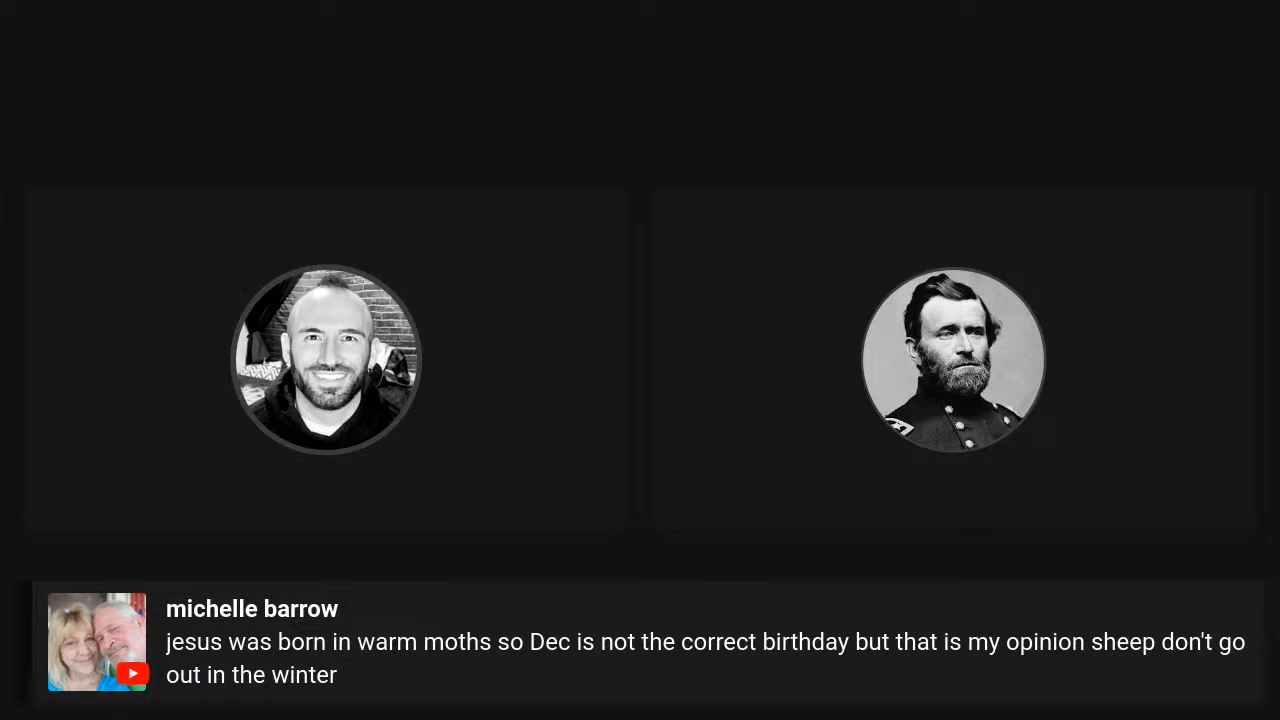 michelle barrow
jesus was born in warm moths so Dec is not the correct birthday but that is my opinion sheep don't go
out in the winter